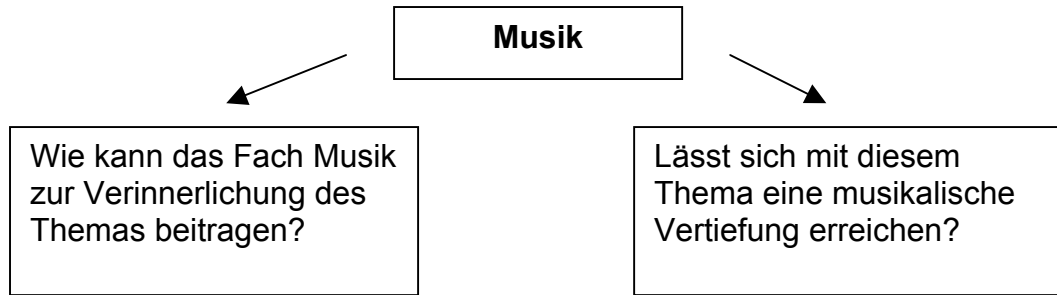 Musik
Wie kann das Fach Musik
zur Verinnerlichung des
Themas beitragen?
Lässt sich mit diesem
Thema eine musikalische
Vertiefung erreichen?